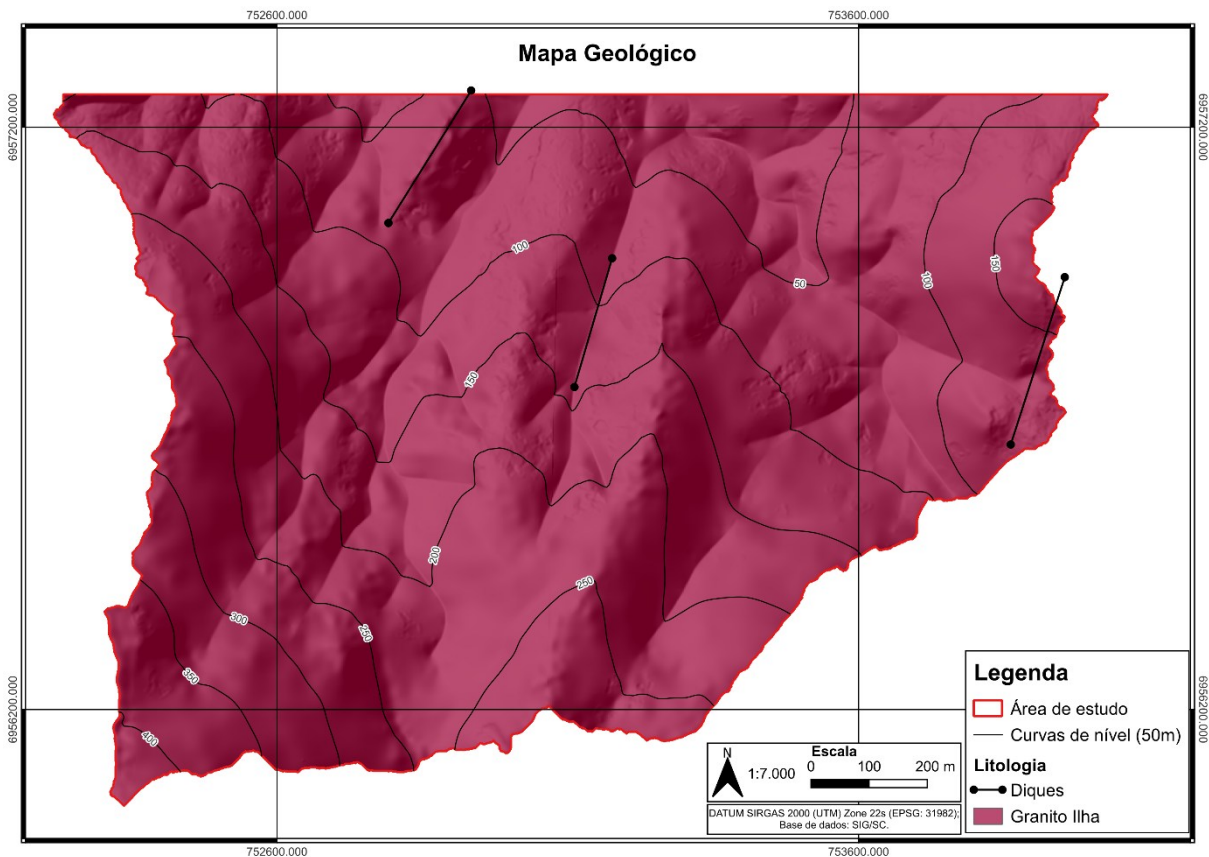 752600.000
753600.000
Mapa Geológico
6957200.000
6957200.000
100
50
100
150
150
200
250
300
250
350
400
6956200.000
6956200.000
Legenda
Área de estudo
Curvas de nível (50m)
Litologia
Diques
Granito Ilha
N
1:7.000
Escala
0 100 200 m
DATUM SIRGAS 2000 (UTM) Zone 22s (EPSG: 31982);
Base de dados: SIG/SC.
752600.000
753600.000